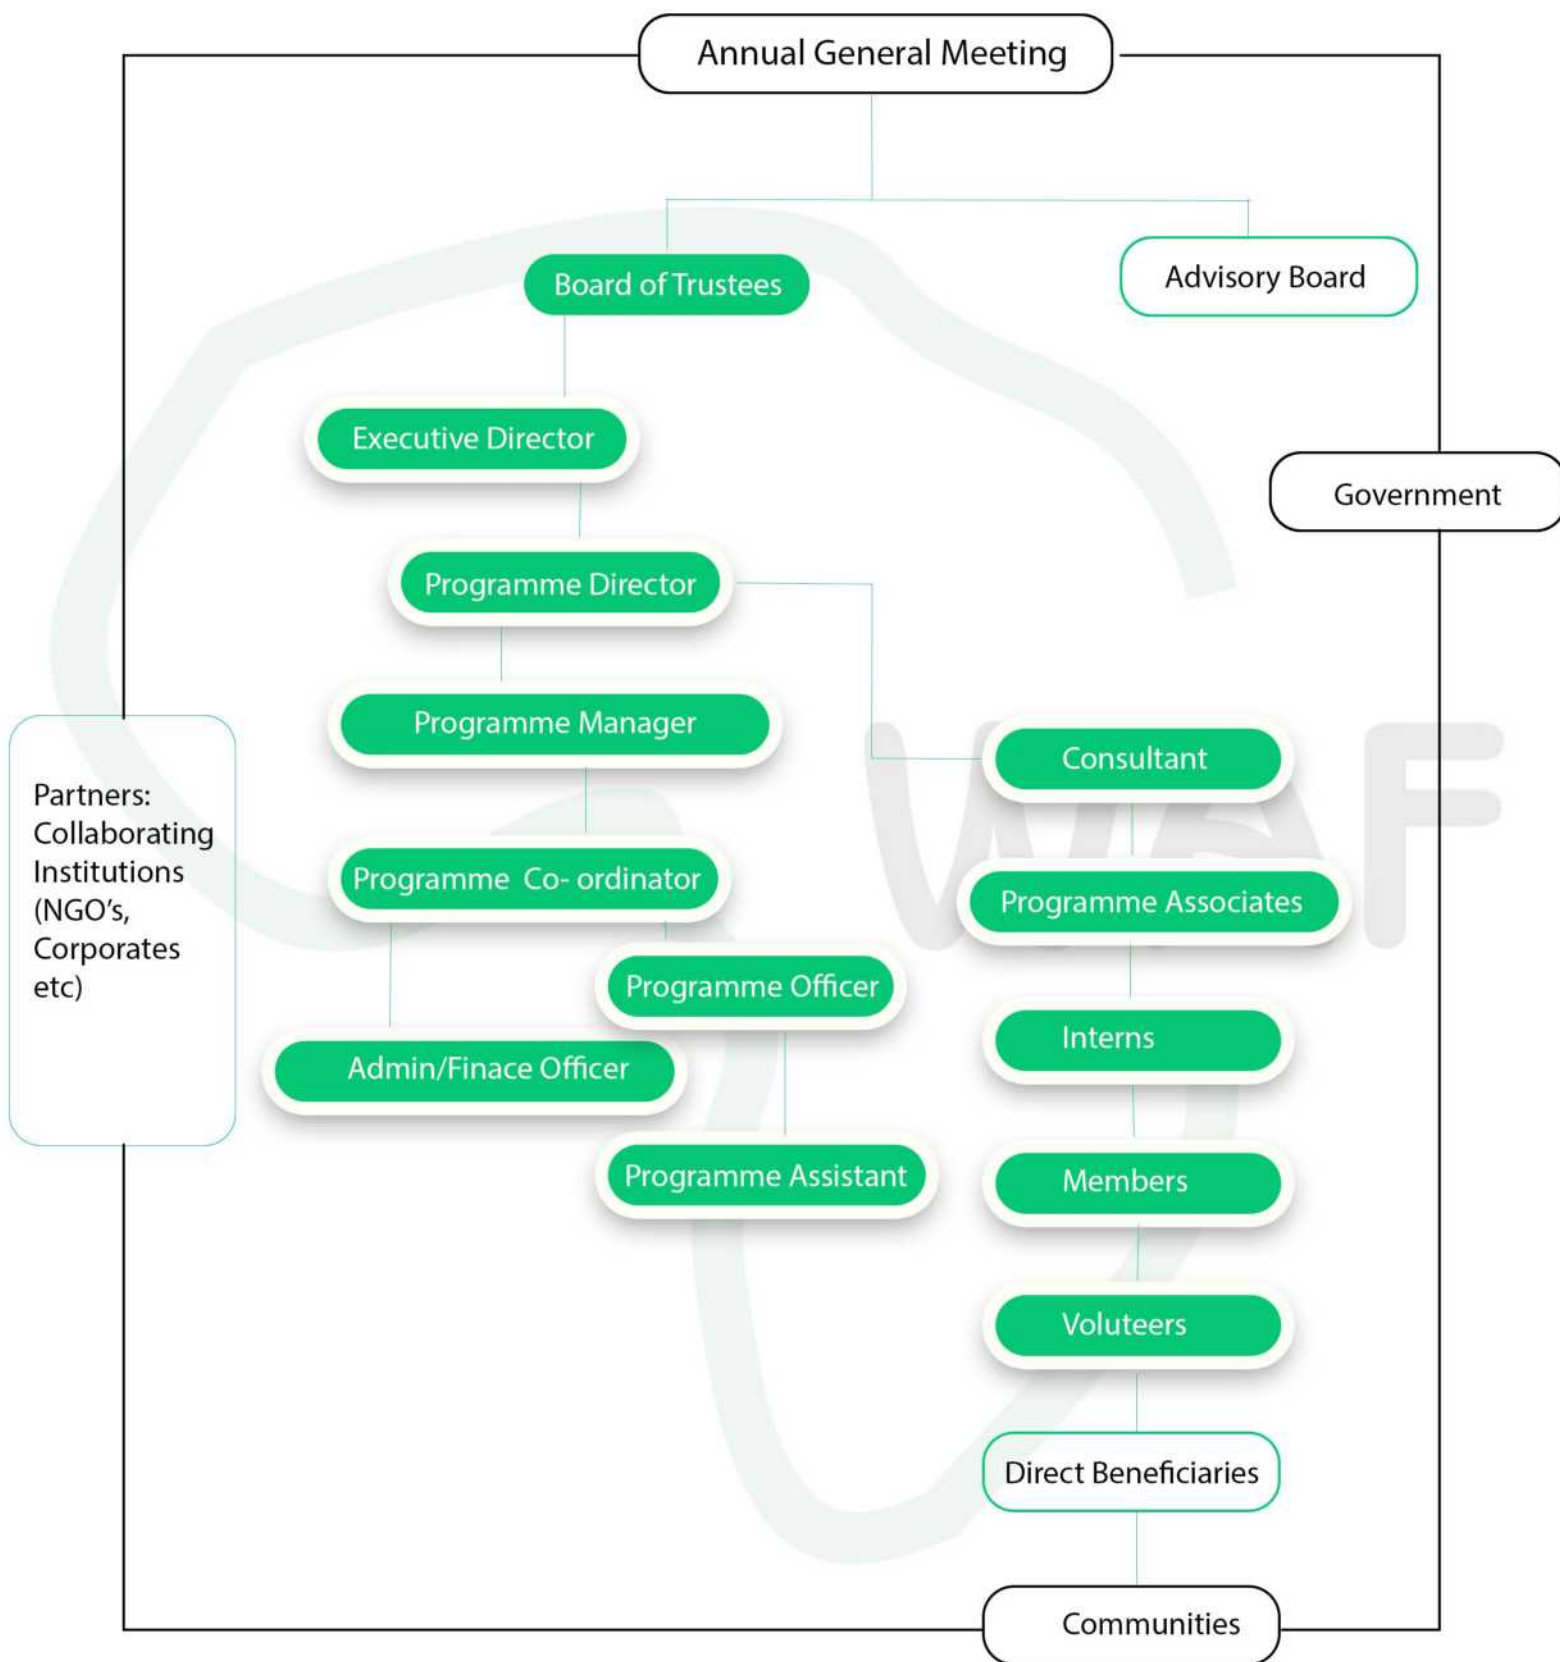 Annual General Meeting
Board of Trustees
Advisory Board
Executive Director
Government
Programme Director
Programme Manager
Consultant
Partners:
Collaborating
Institutions
(NGO's,
Corporates
etc)
Programme Co- ordinator
Programme Associates
Programme Officer
Interns
Admin/Finace Officer
Programme Assistant
Members
Voluteers
Direct Beneficiaries
Communities
WAF